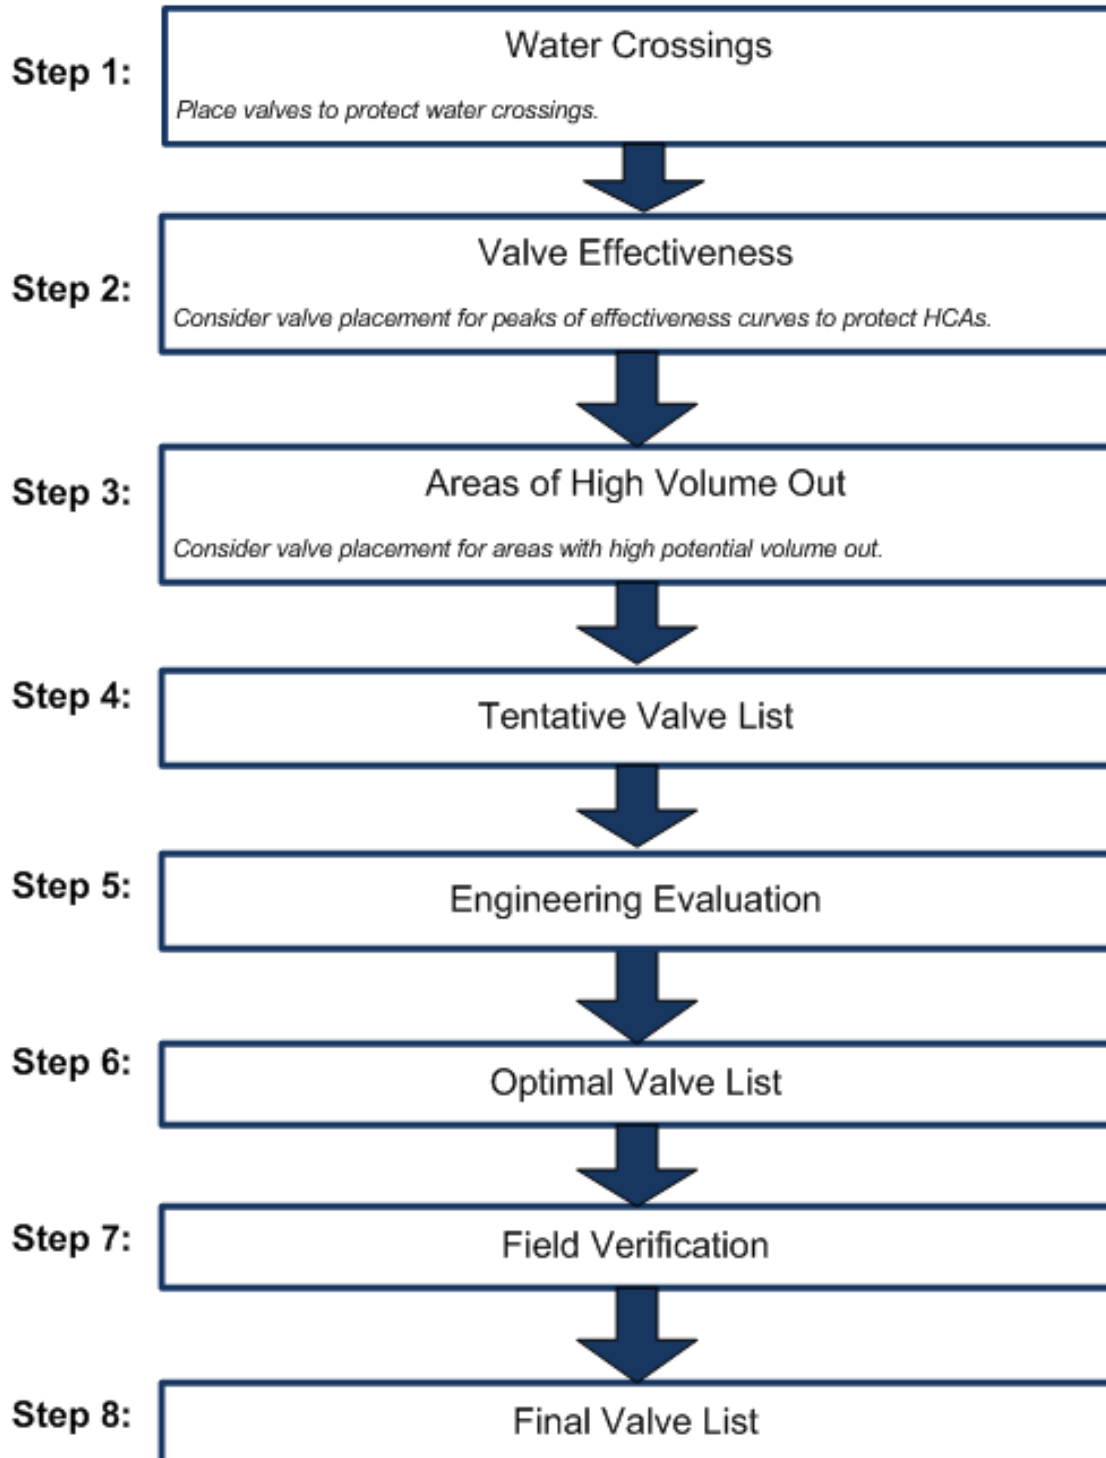 Step 1:
Water Crossings
Place valves to protect water crossings.
Step 2:
Valve Effectiveness
Consider valve placement for peaks of effectiveness curves to protect HCAs.
Step 3:
Areas of High Volume Out
Consider valve placement for areas with high potential volume out.
Step 4:
Tentative Valve List
Step 5:
Engineering Evaluation
Step 6:
Optimal Valve List
Step 7:
Field Verification
Step 8:
Final Valve List